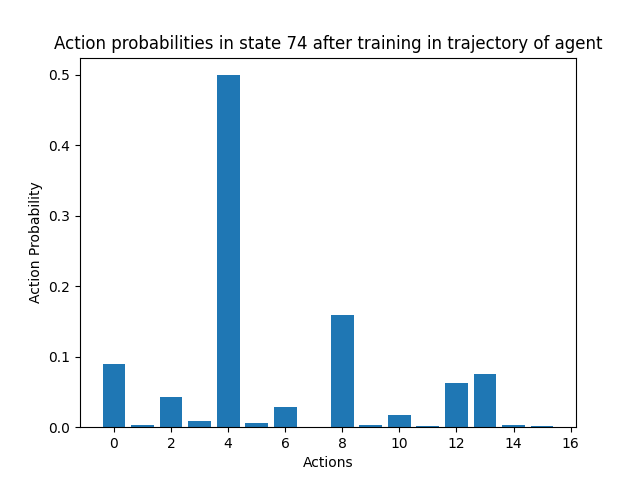 Action probabilities in state 74 after training in trajectory of agent
0.5
0.4
0.3
0.2
0.1
0.0
Action Probability
0 2 4 6 8 10 12 14 16
Actions